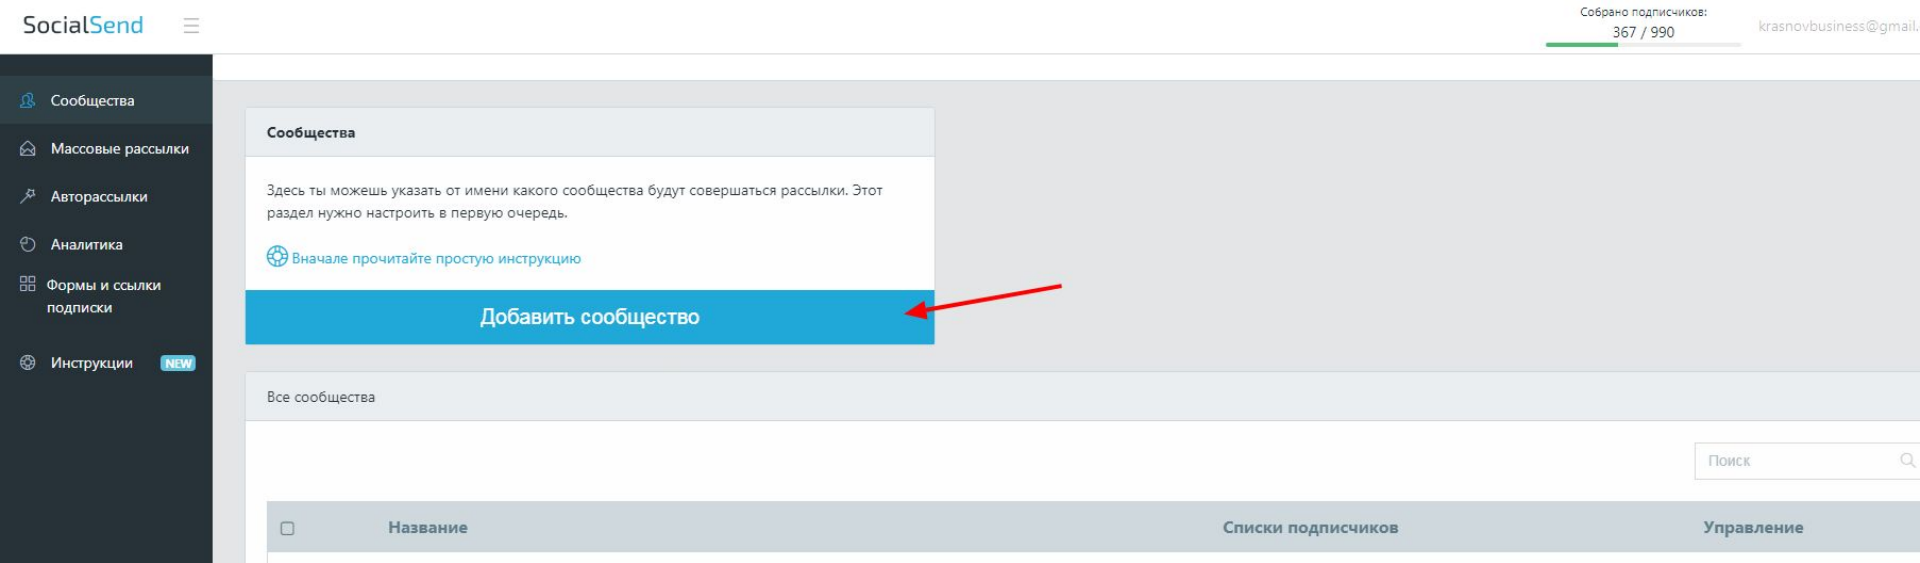 SocialSend
Собрано подписчиков:
367 / 990
krasnovbusiness@gmail.
Сообщества
Массовые рассылки
Авторассылки
Аналитика
Формы и ссылки
подписки
Инструкции NEW
Сообщества
Здесь ты можешь указать от имени какого сообщества будут совершаться рассылки. Этот
раздел нужно настроить в первую очередь.
Вначале прочитайте простую инструкцию
Добавить сообщество
Все сообщества
Поиск
Название Списки подписчиков Управление